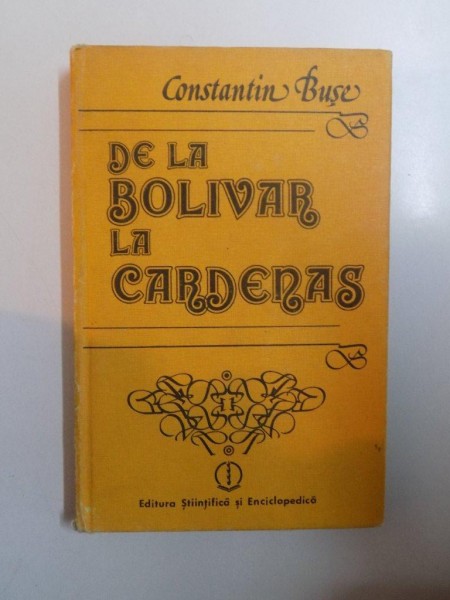 Constantin Bușe
DE LA
BOLIVAR
LA
CARDENAS
Editura Științifică și Enciclopedică